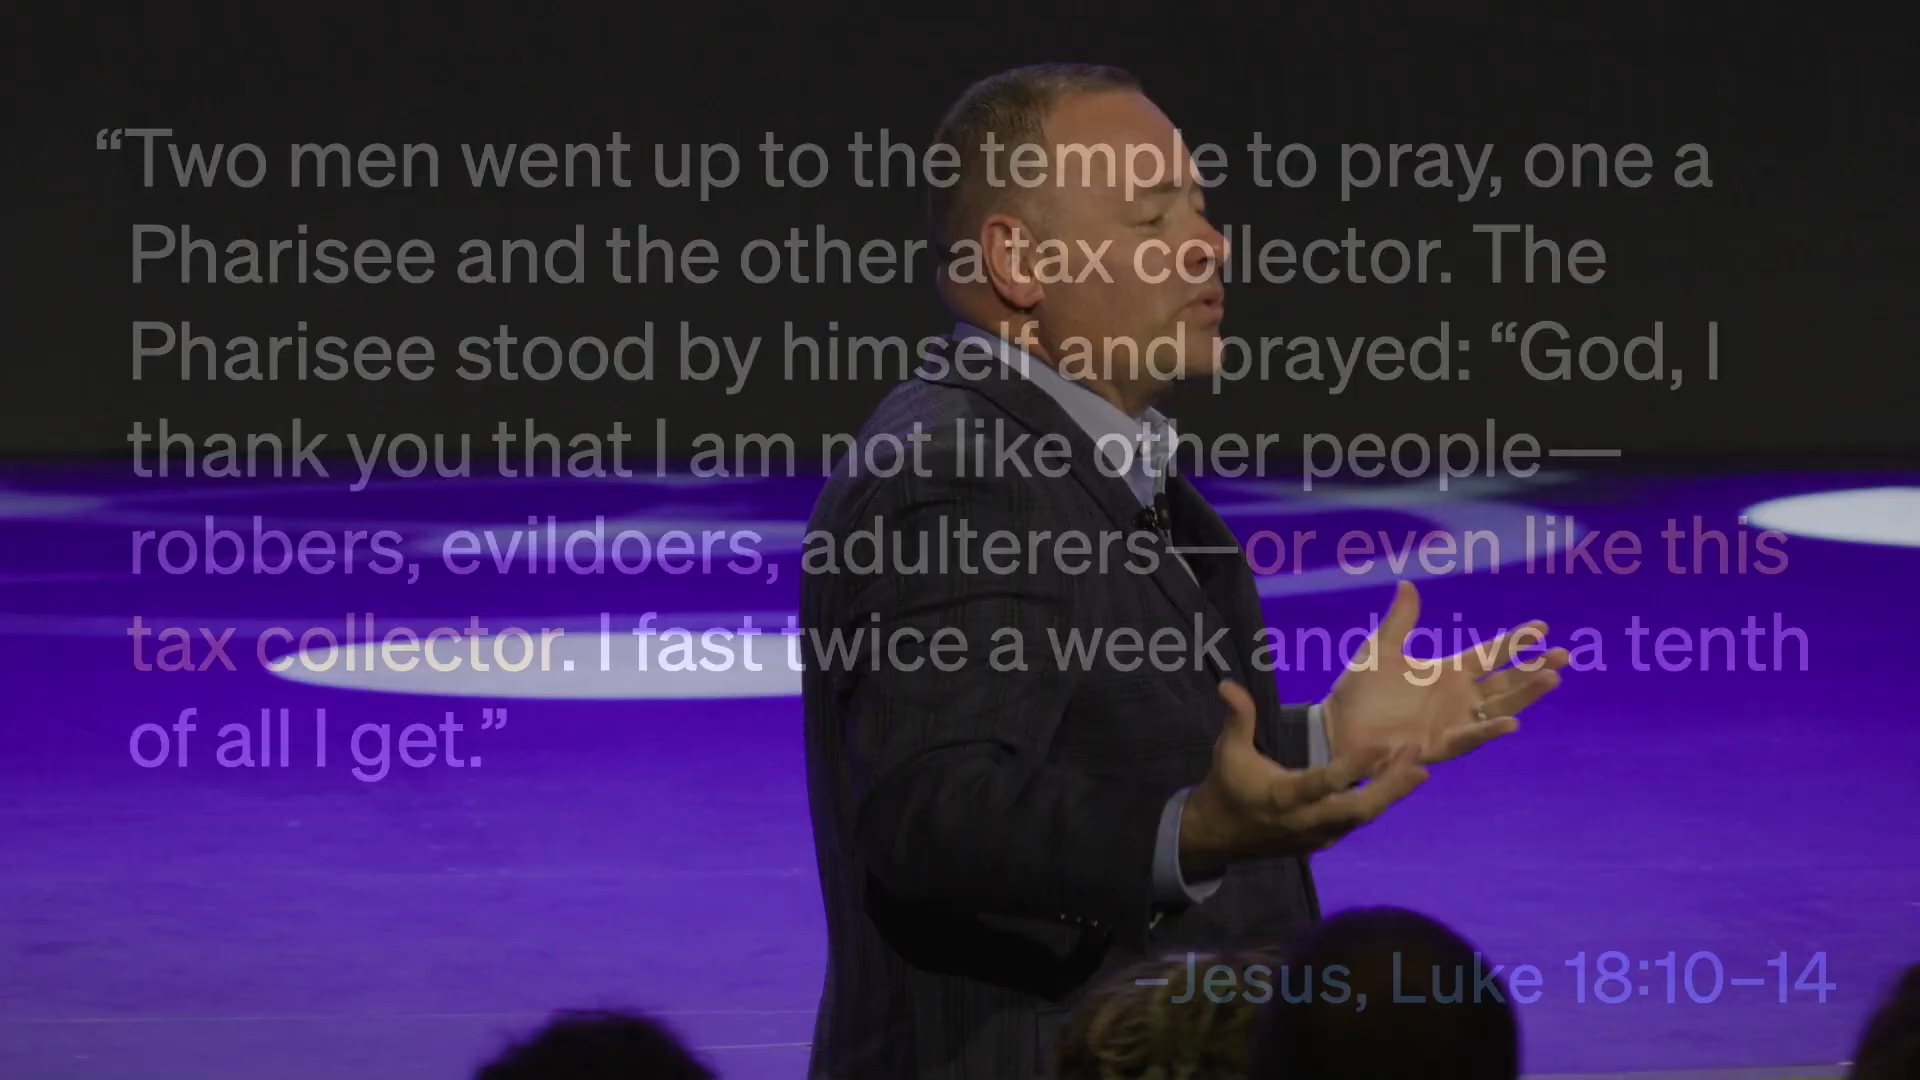 “Two men went up to the temple to pray, one a
Pharisee and the other a tax collector. The
Pharisee stood by himself and prayed: “God, I
thank you that I am not like other people—
robbers, evildoers, adulterers—or even like this
tax collector. I fast twice a week and give a tenth
of all I get.”
–Jesus, Luke 18:10–14